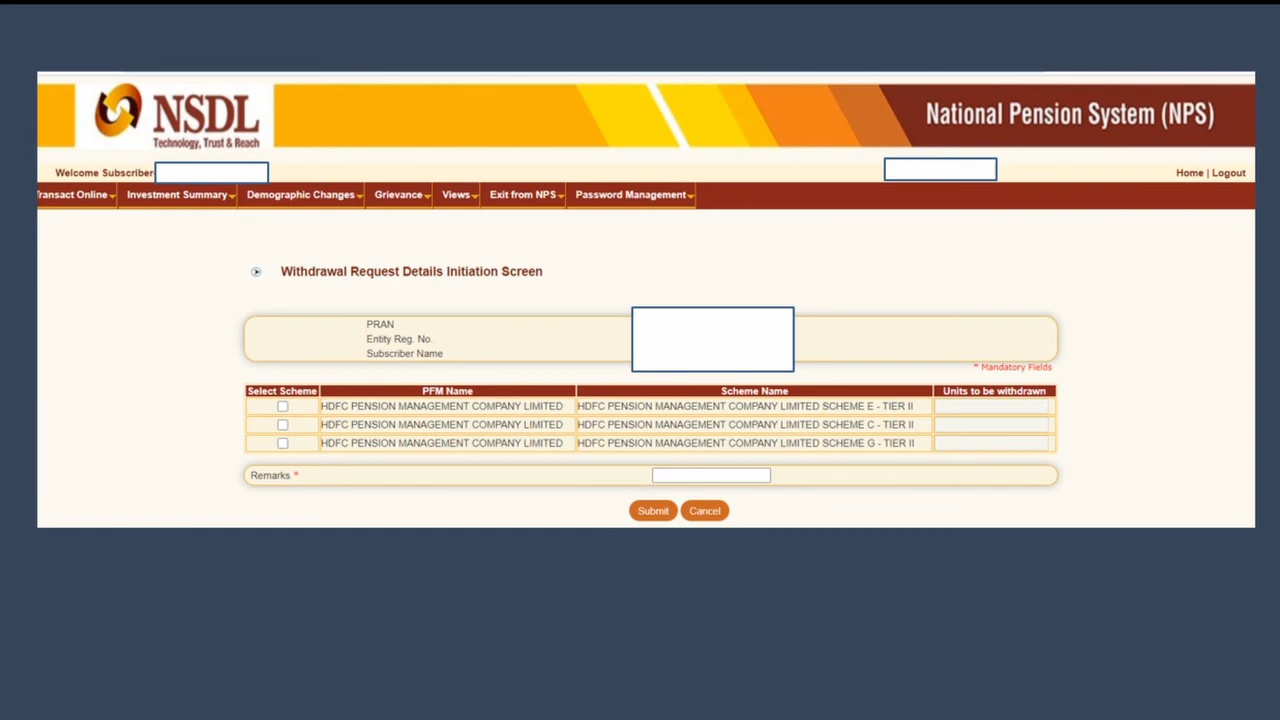 NSDL
Technology, Trust & Reach
National Pension System (NPS)
Welcome Subscriber
Home | Logout
Transact Online Investment Summary Demographic Changes Grievance Views Exit from NPS Password Management
Withdrawal Request Details Initiation Screen
PRAN
Entity Reg. No.
Subscriber Name
* Mandatory Fields
Select Scheme PFM Name Scheme Name Units to be withdrawn
HDFC PENSION MANAGEMENT COMPANY LIMITED HDFC PENSION MANAGEMENT COMPANY LIMITED SCHEME E - TIER II
HDFC PENSION MANAGEMENT COMPANY LIMITED HDFC PENSION MANAGEMENT COMPANY LIMITED SCHEME C - TIER II
HDFC PENSION MANAGEMENT COMPANY LIMITED HDFC PENSION MANAGEMENT COMPANY LIMITED SCHEME G - TIER II
Remarks *
Submit Cancel